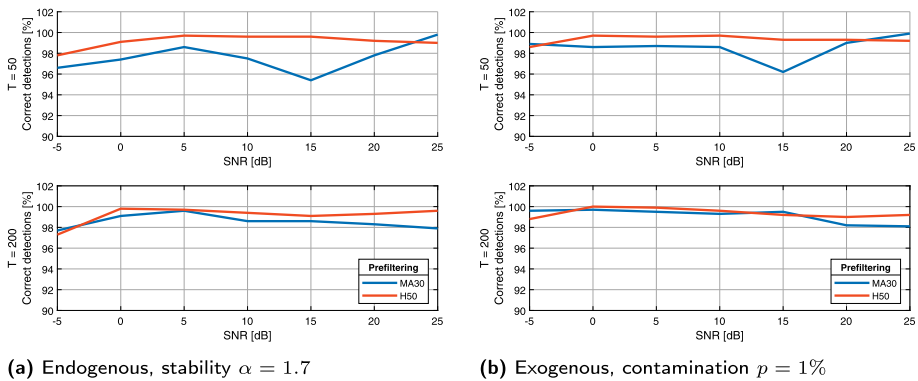 T = 50
Correct detections [%]
102
100
98
96
94
92
90
-5 0 5 10 15 20 25
SNR [dB]
T = 50
Correct detections [%]
102
100
98
96
94
92
90
-5 0 5 10 15 20 25
SNR [dB]
T = 200
Correct detections [%]
102
100
98
96
94
92
90
-5 0 5 10 15 20 25
SNR [dB]
Prefiltering
MA30
H50
T = 200
Correct detections [%]
102
100
98
96
94
92
90
-5 0 5 10 15 20 25
SNR [dB]
Prefiltering
MA30
H50
(a) Endogenous, stability α = 1.7
(b) Exogenous, contamination p = 1%